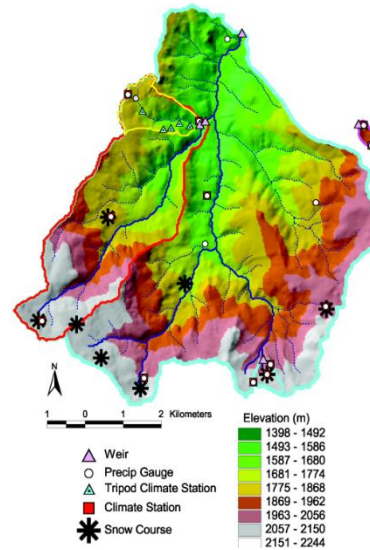 N
1 0 1 2 Kilometers
Weir
Precip Gauge
Tripod Climate Station
Climate Station
Snow Course
Elevation (m)
1398 - 1492
1493 - 1586
1587 - 1680
1681 - 1774
1775 - 1868
1869 - 1962
1963 - 2056
2057 - 2150
2151 - 2244